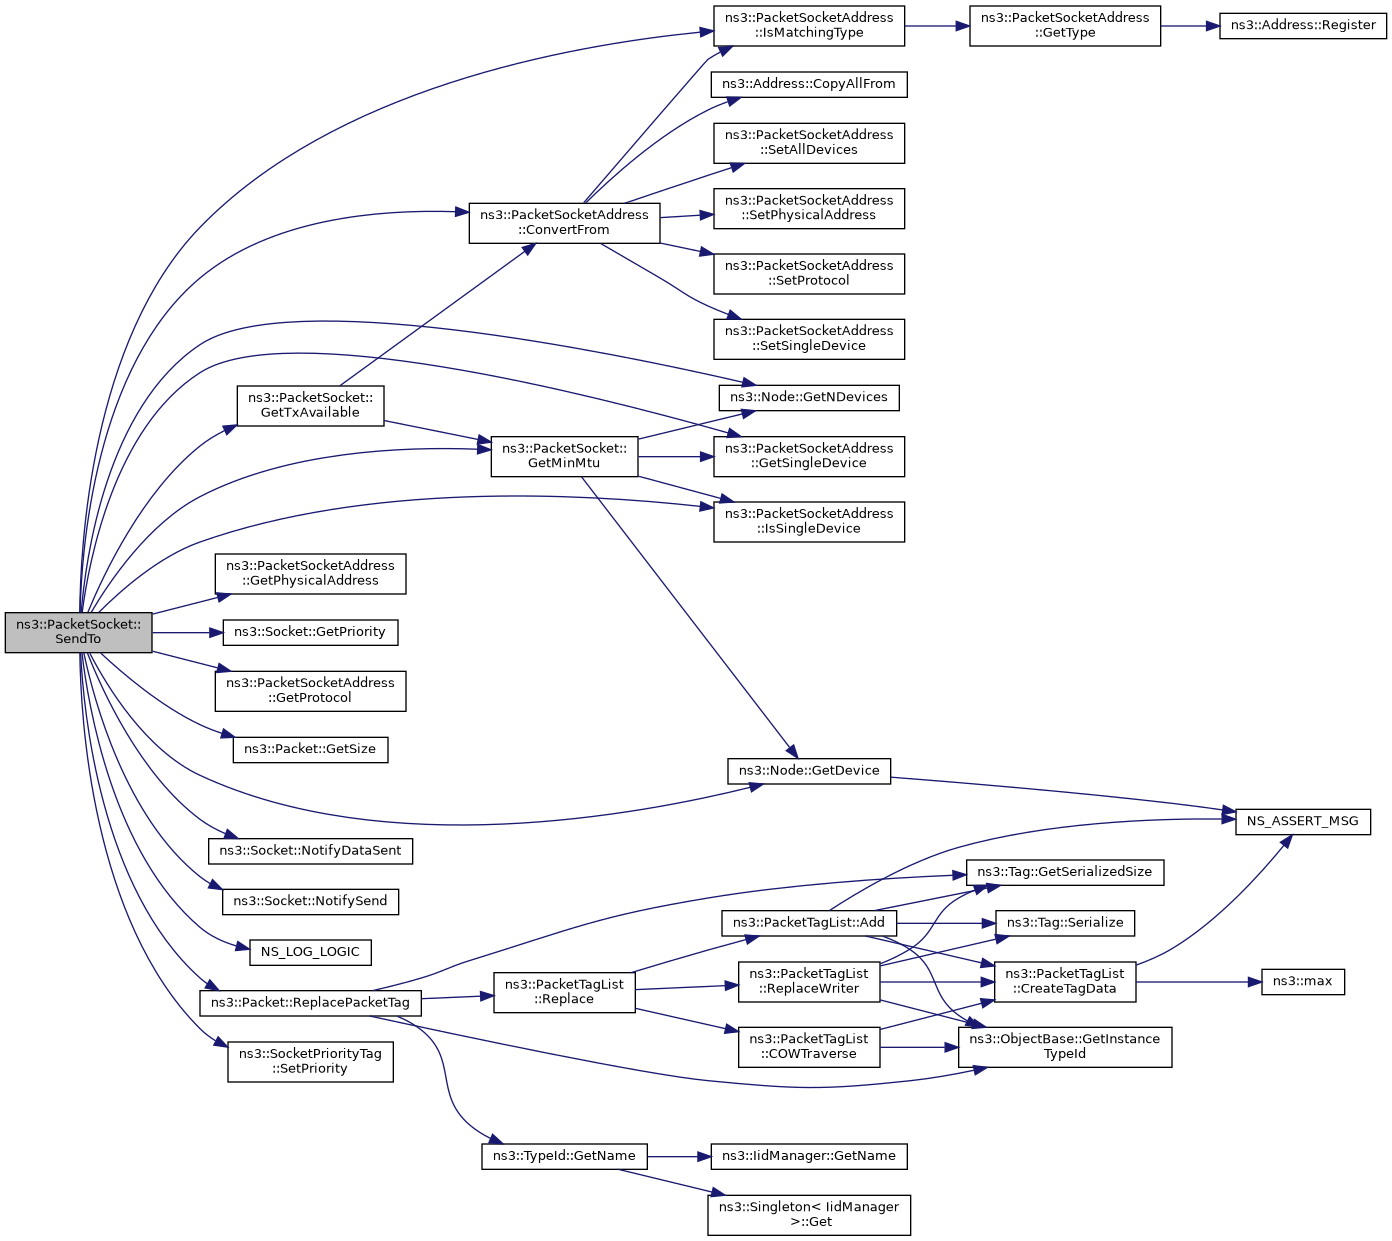 ns3::PacketSocketAddress
::IsMatchingType
ns3::PacketSocketAddress
::GetType
ns3::Address::Register
ns3::Address::CopyAllFrom
ns3::PacketSocketAddress
::SetAllDevices
ns3::PacketSocketAddress
::SetPhysicalAddress
ns3::PacketSocketAddress
::ConvertFrom
ns3::PacketSocketAddress
::SetProtocol
ns3::PacketSocketAddress
::SetSingleDevice
ns3::PacketSocket::
GetTxAvailable
ns3::Node::GetNDevices
ns3::PacketSocket::
GetMinMtu
ns3::PacketSocketAddress
::GetSingleDevice
ns3::PacketSocketAddress
::IsSingleDevice
ns3::PacketSocketAddress
::GetPhysicalAddress
ns3::PacketSocket::
SendTo
ns3::Socket::GetPriority
ns3::PacketSocketAddress
::GetProtocol
ns3::Packet::GetSize
ns3::Node::GetDevice
NS_ASSERT_MSG
ns3::Socket::NotifyDataSent
ns3::Tag::GetSerializedSize
ns3::Socket::NotifySend
ns3::PacketTagList::Add
ns3::Tag::Serialize
NS_LOG_LOGIC
ns3::PacketTagList
::ReplaceWriter
ns3::PacketTagList
::CreateTagData
ns3::max
ns3::PacketTagList
::Replace
ns3::Packet::ReplacePacketTag
ns3::PacketTagList
::COWTraverse
ns3::ObjectBase::GetInstance
TypeId
ns3::SocketPriorityTag
::SetPriority
ns3::TypeId::GetName
ns3::IidManager::GetName
ns3::Singleton< IidManager
>::Get